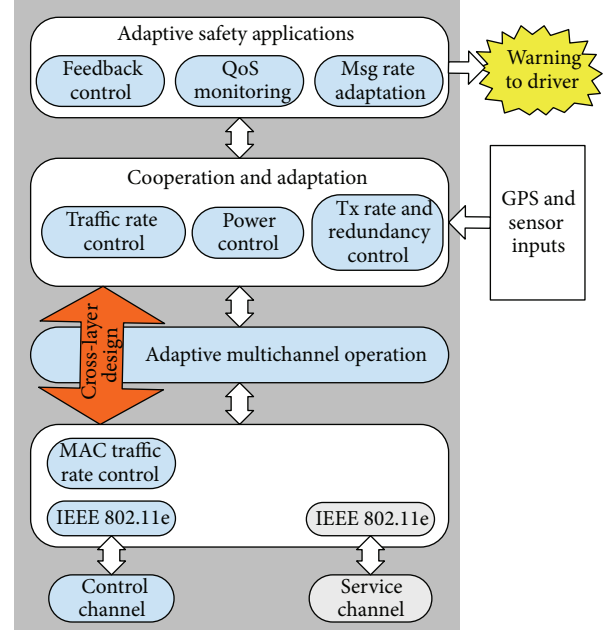 Adaptive safety applications
Feedback
control
QoS
monitoring
Msg rate
adaptation
Warning
to driver
Cooperation and adaptation
Traffic rate
control
Power
control
Tx rate and
redundancy
control
GPS and
sensor
inputs
Cross-layer
design
Adaptive multichannel operation
MAC traffic
rate control
IEEE 802.11e
IEEE 802.11e
Control
channel
Service
channel